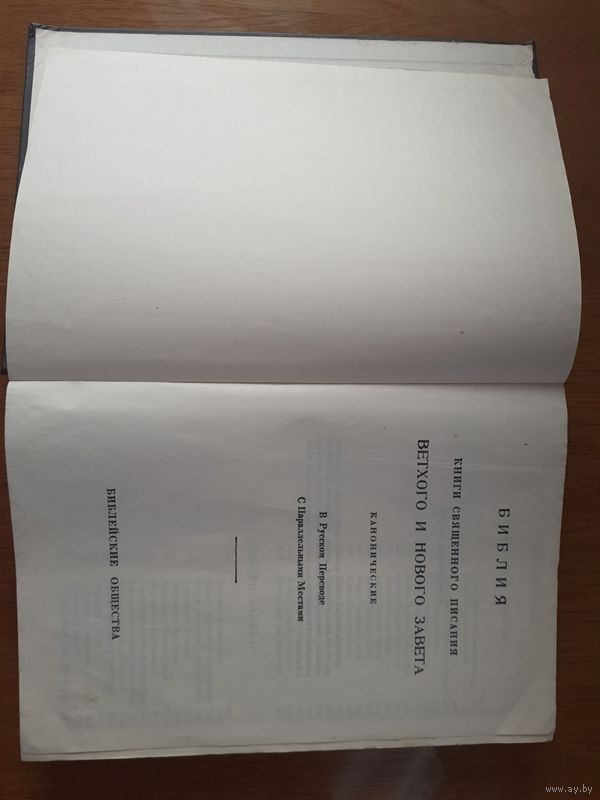 БИБЛИЯ
КНИГИ СВЯЩЕННОГО ПИСАНИЯ
ВЕТХОГО И НОВОГО ЗАВЕТА
КАНОНИЧЕСКИЕ
В Русском Переводе
С Параллельными Местами
БИБЛЕЙСКИЕ ОБЩЕСТВА
www.ay.by